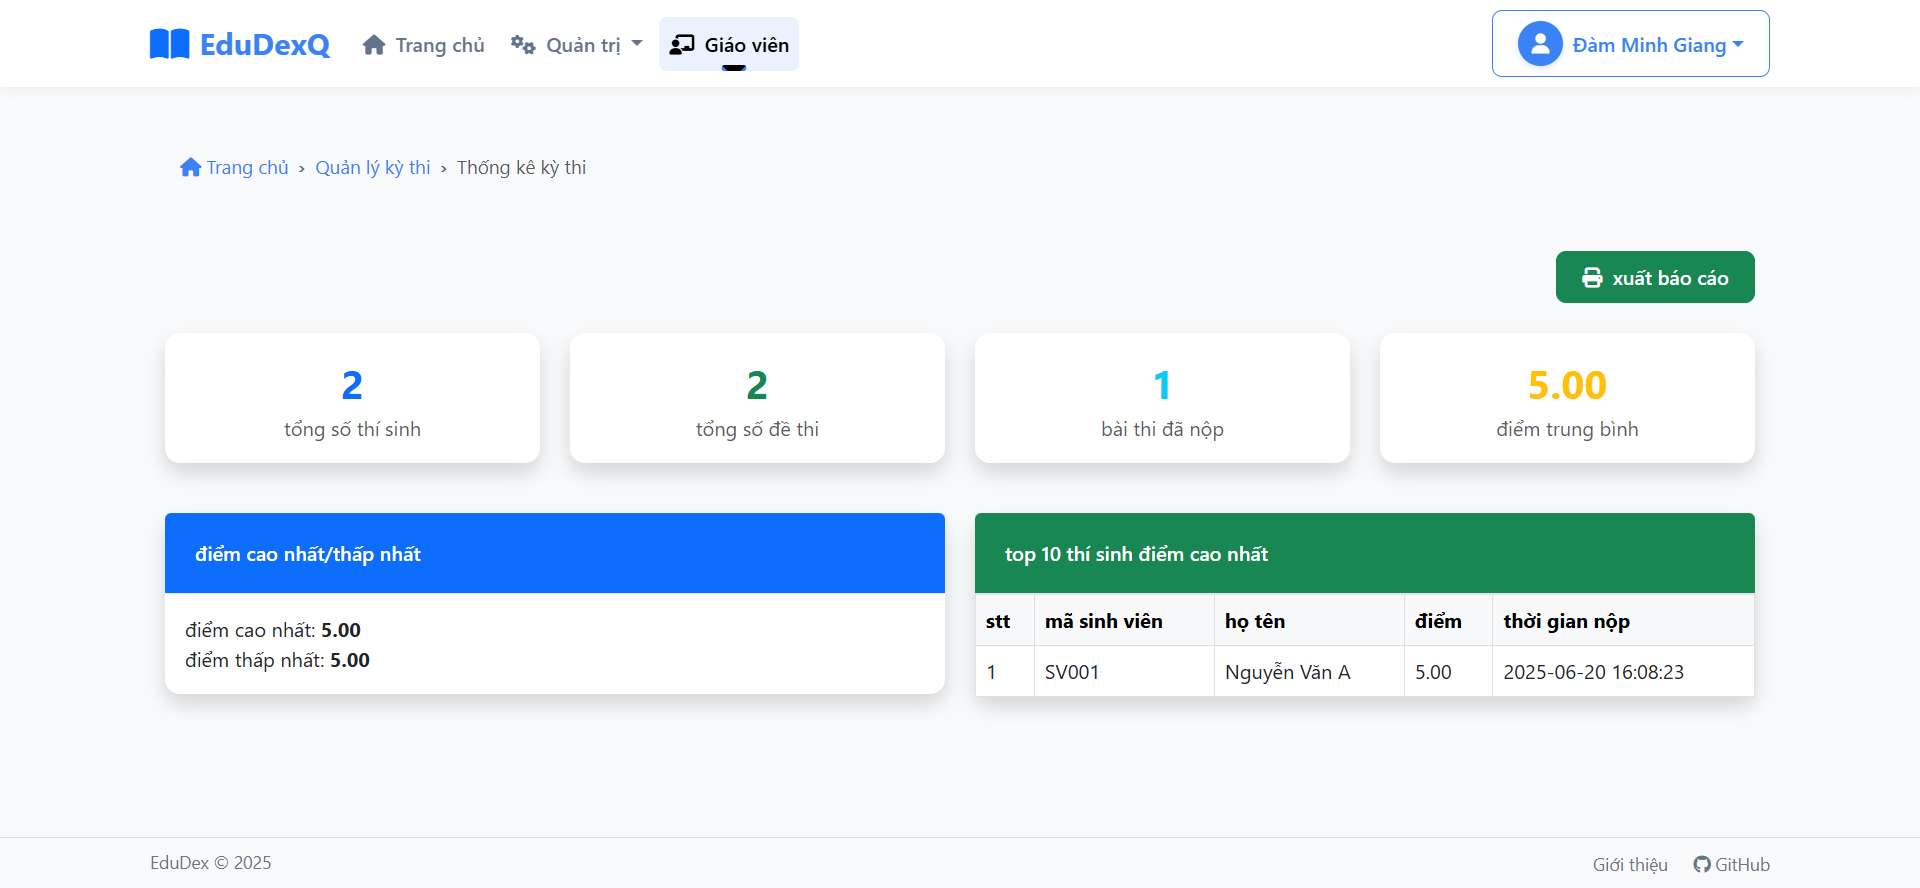 EduDexQ Trang chủ Quản trị Giáo viên Đàm Minh Giang
Trang chủ › Quản lý kỳ thi › Thống kê kỳ thi
xuất báo cáo
2
tổng số thí sinh
2
tổng số đề thi
1
bài thi đã nộp
5.00
điểm trung bình
điểm cao nhất/thấp nhất
điểm cao nhất: 5.00
điểm thấp nhất: 5.00
top 10 thí sinh điểm cao nhất
stt mã sinh viên họ tên điểm thời gian nộp
1 SV001 Nguyễn Văn A 5.00 2025-06-20 16:08:23
EduDex © 2025 Giới thiệu GitHub